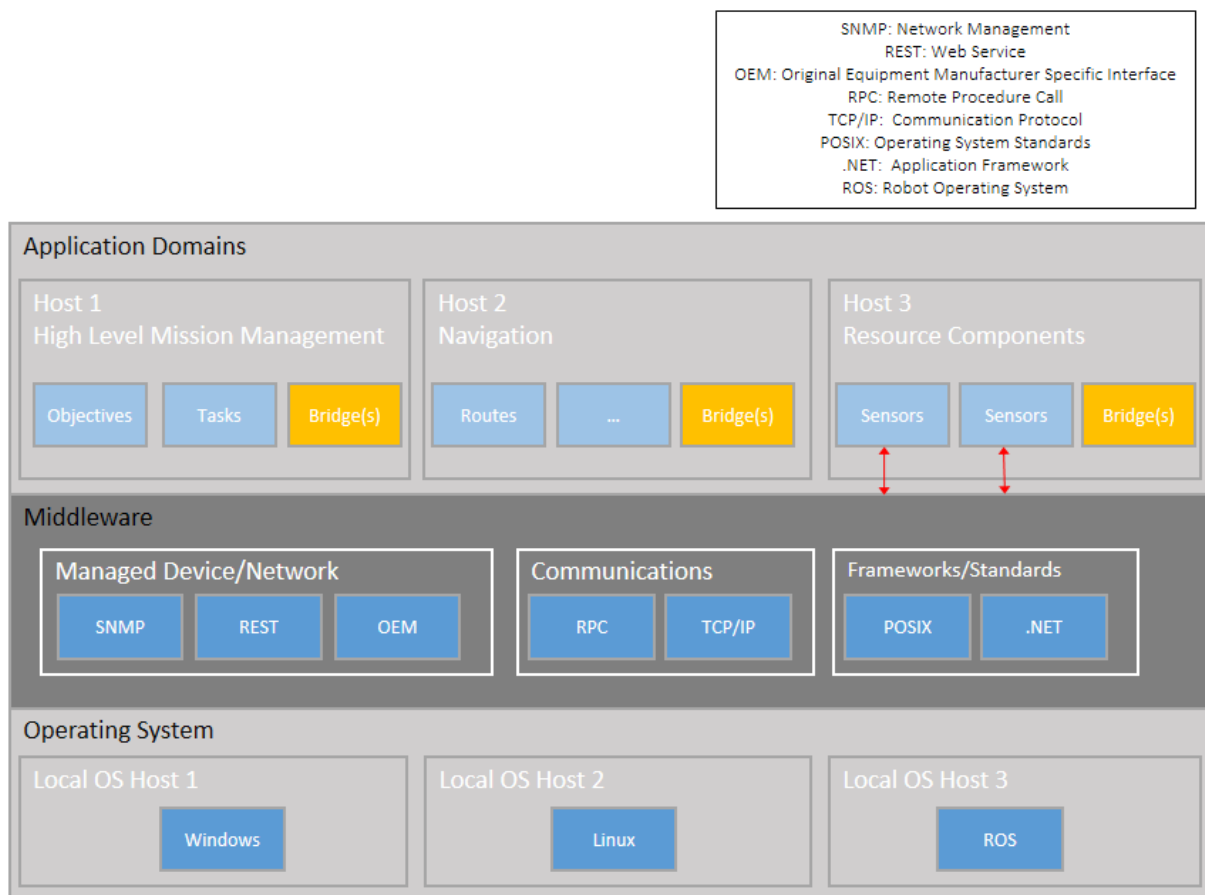 SNMP: Network Management
REST: Web Service
OEM: Original Equipment Manufacturer Specific Interface
RPC: Remote Procedure Call
TCP/IP:  Communication Protocol
POSIX: Operating System Standards
.NET:  Application Framework
ROS: Robot Operating System
Application Domains
Host 1
High Level Mission Management
Objectives
Tasks
Bridge(s)
Host 2
Navigation
Routes
...
Bridge(s)
Host 3
Resource Components
Sensors
Sensors
Bridge(s)
Middleware
Managed Device/Network
SNMP
REST
OEM
Communications
RPC
TCP/IP
Frameworks/Standards
POSIX
.NET
Operating System
Local OS Host 1
Windows
Local OS Host 2
Linux
Local OS Host 3
ROS